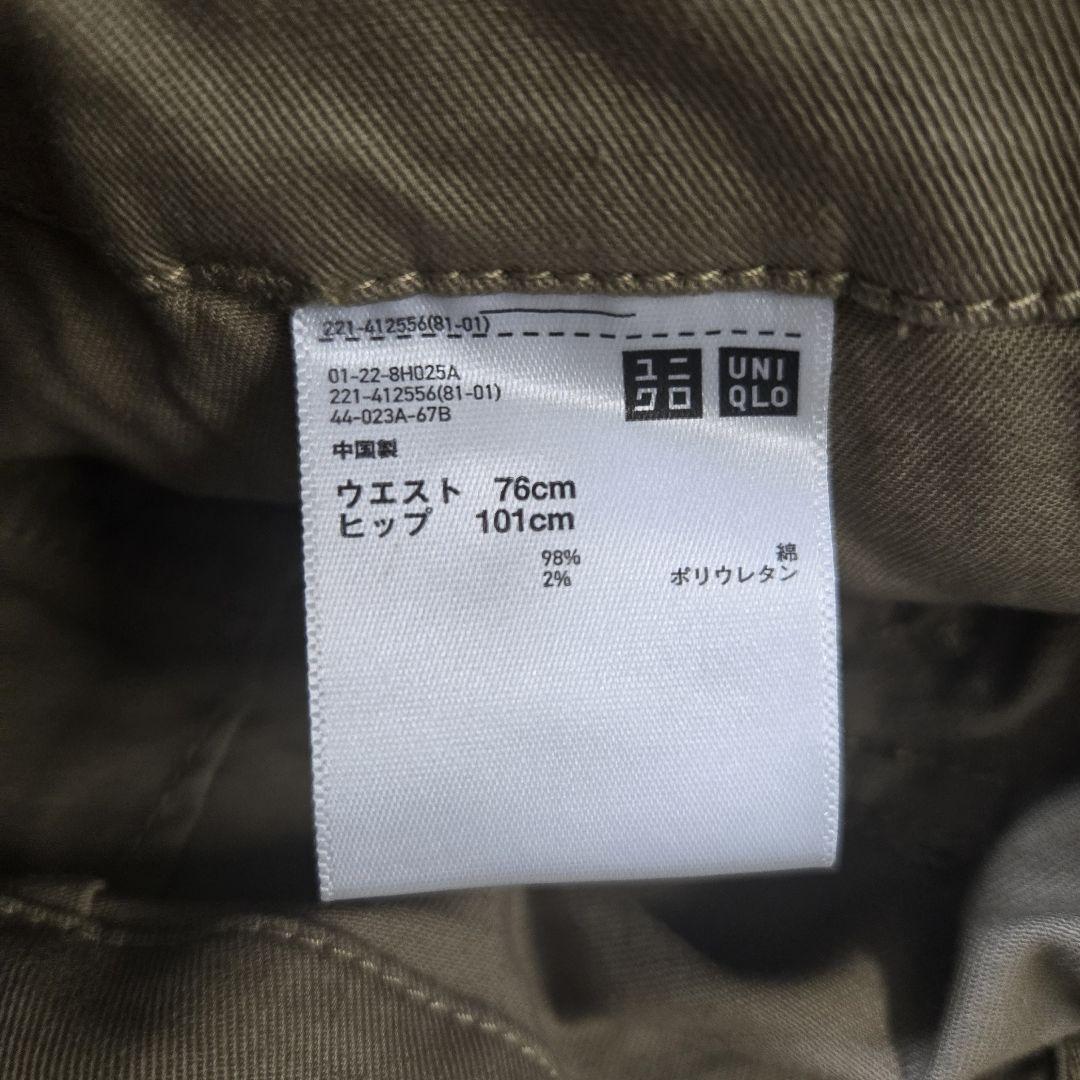 221-412556(81-01)
01-22-8H025A
221-412556(81-01)
44-023A-67B
ユニ
クロ
UNI
QLO
中国製
ウエスト 76cm
ヒップ 101cm
98% 綿
2% ポリウレタン